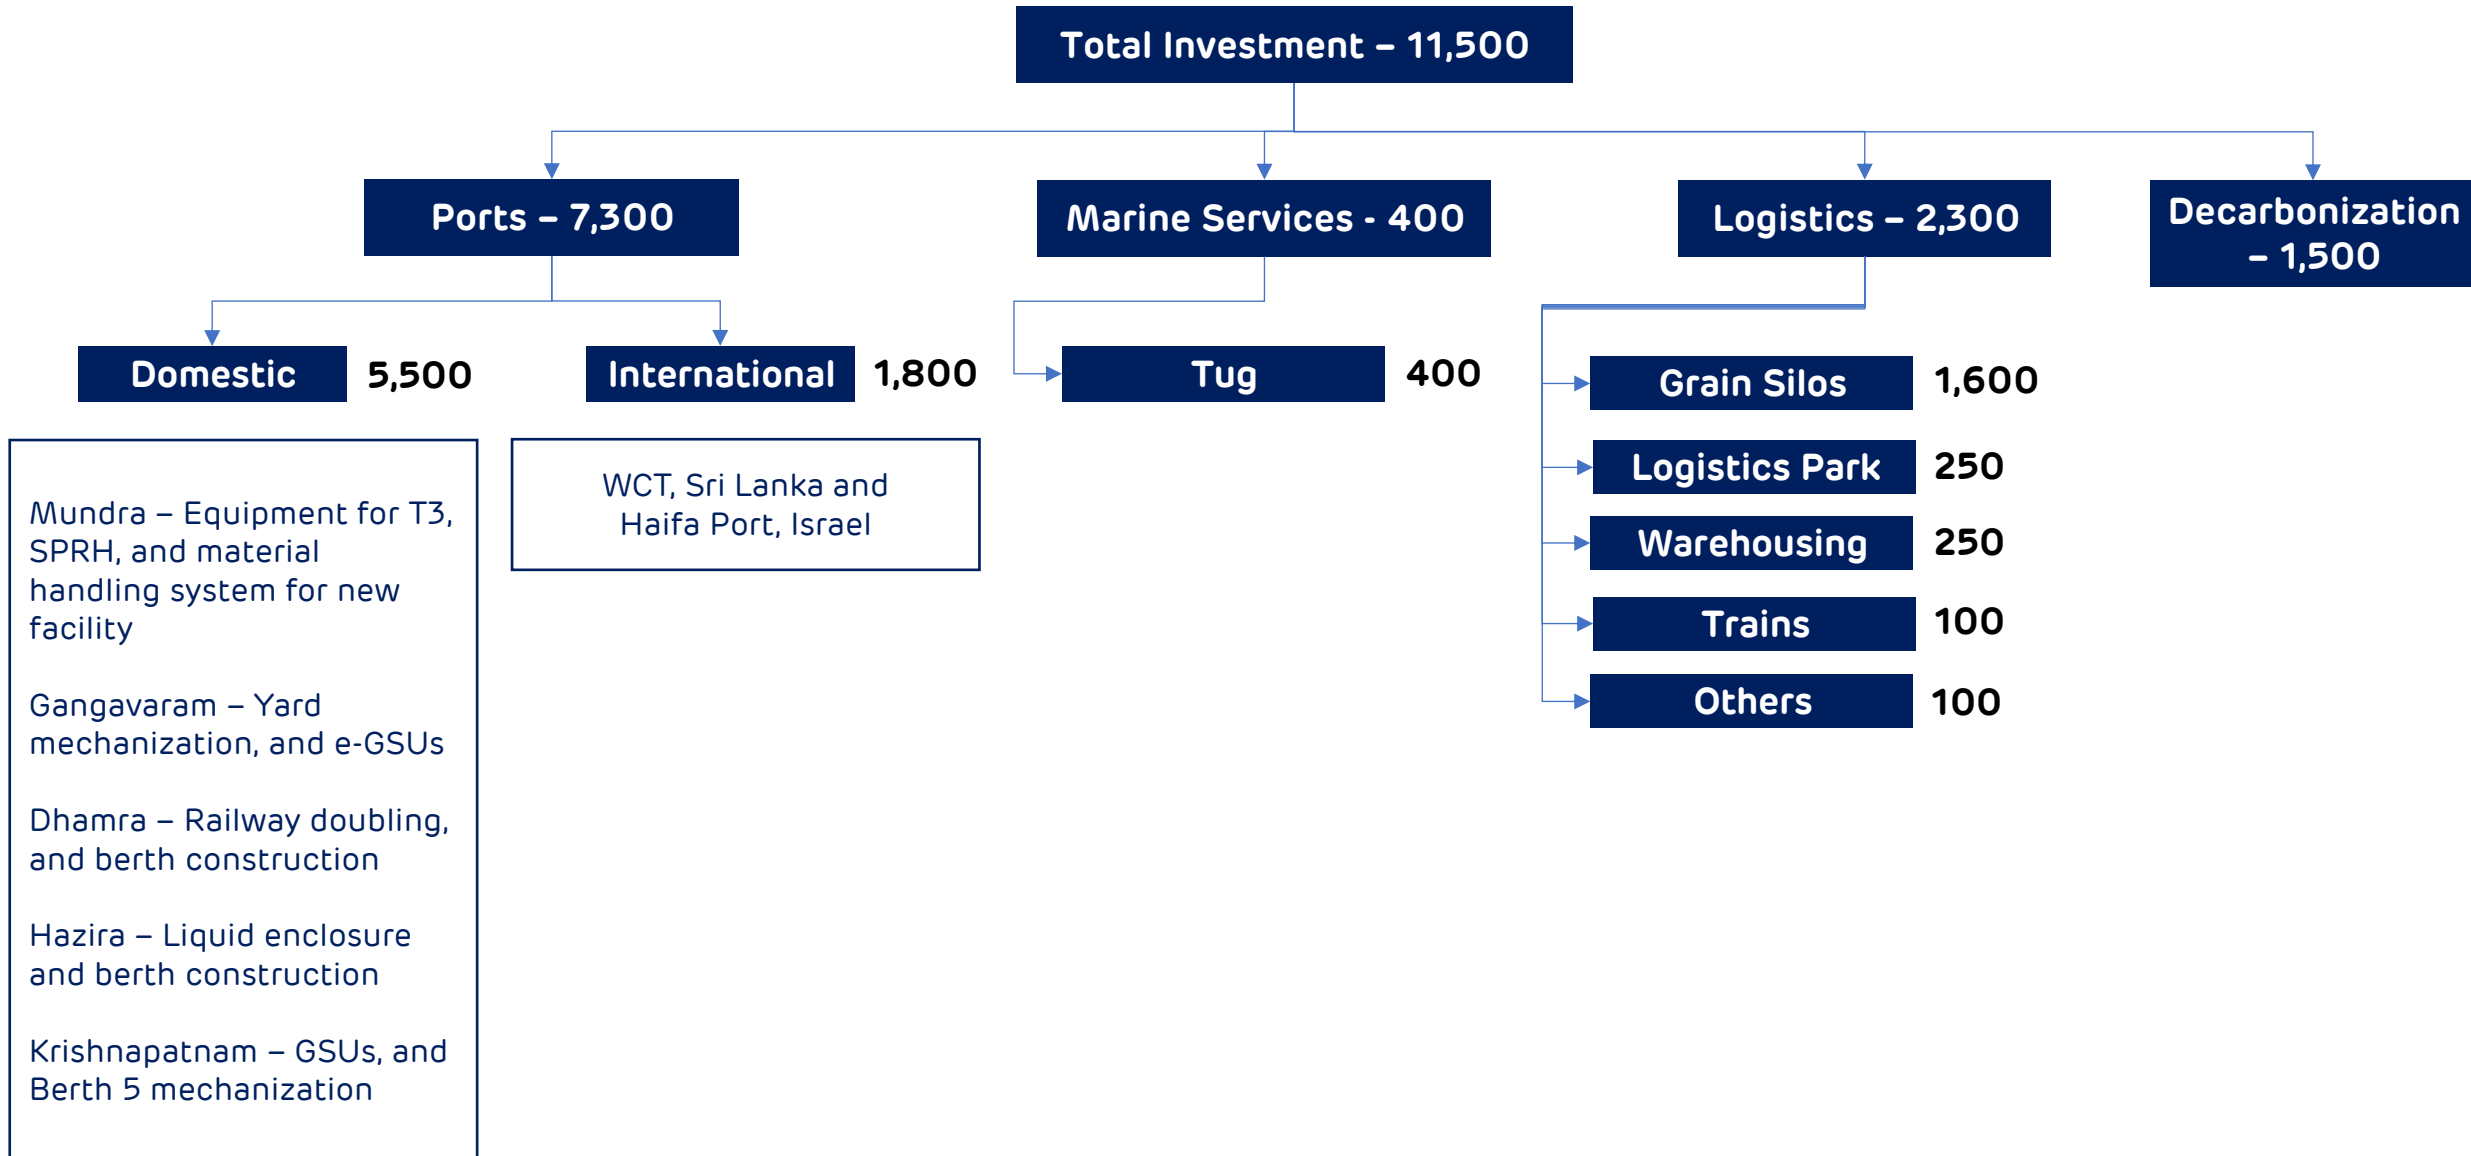 Total Investment – 11,500
Ports – 7,300
Marine Services - 400
Logistics – 2,300
Decarbonization
– 1,500
Domestic
5,500
International
1,800
Tug
400
Grain Silos
1,600
Logistics Park
250
Warehousing
250
Trains
100
Others
100
Mundra – Equipment for T3,
SPRH, and material
handling system for new
facility
Gangavaram – Yard
mechanization, and e-GSUs
Dhamra – Railway doubling,
and berth construction
Hazira – Liquid enclosure
and berth construction
Krishnapatnam – GSUs, and
Berth 5 mechanization
WCT, Sri Lanka and
Haifa Port, Israel